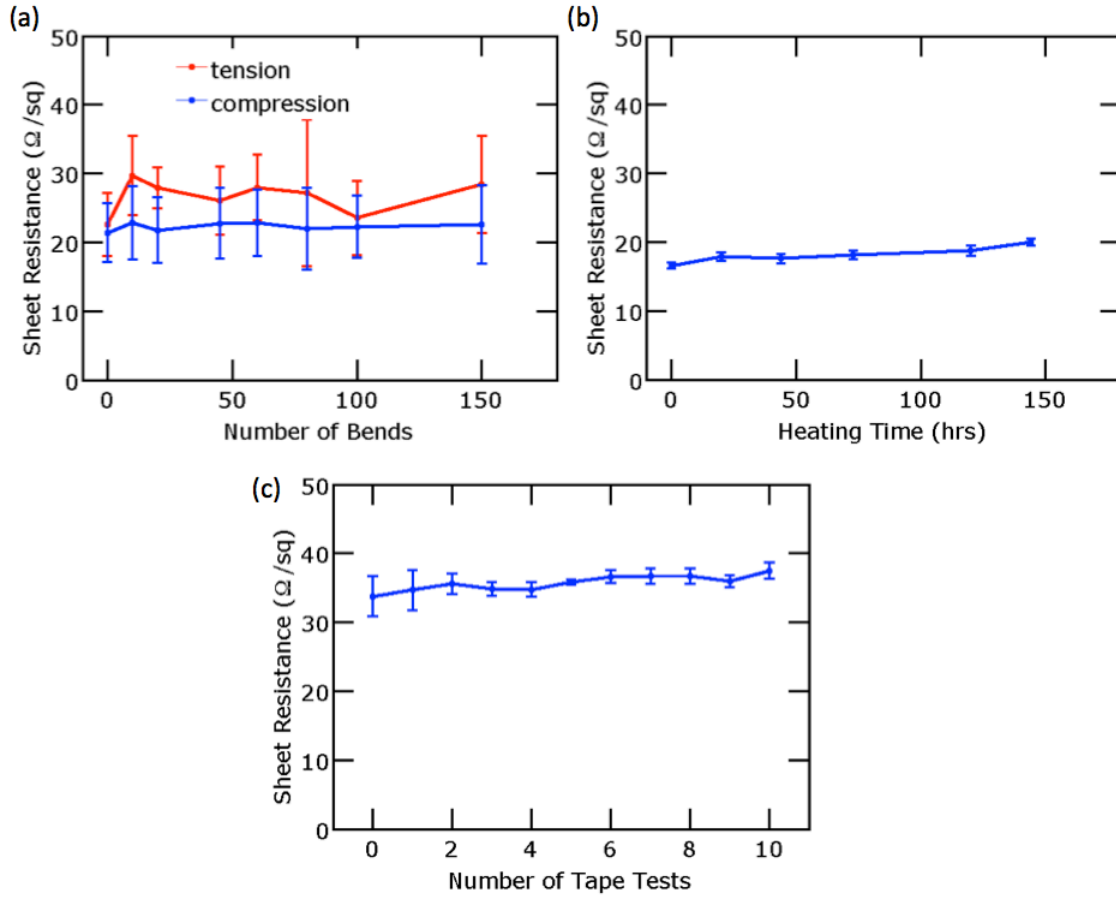 (a)
50
40
30
20
10
0
Sheet Resistance (Ω/sq)
tension
compression
0 50 100 150
Number of Bends
(b)
50
40
30
20
10
0
Sheet Resistance (Ω/sq)
0 50 100 150
Heating Time (hrs)
(c)
50
40
30
20
10
0
Sheet Resistance (Ω/sq)
0 2 4 6 8 10
Number of Tape Tests